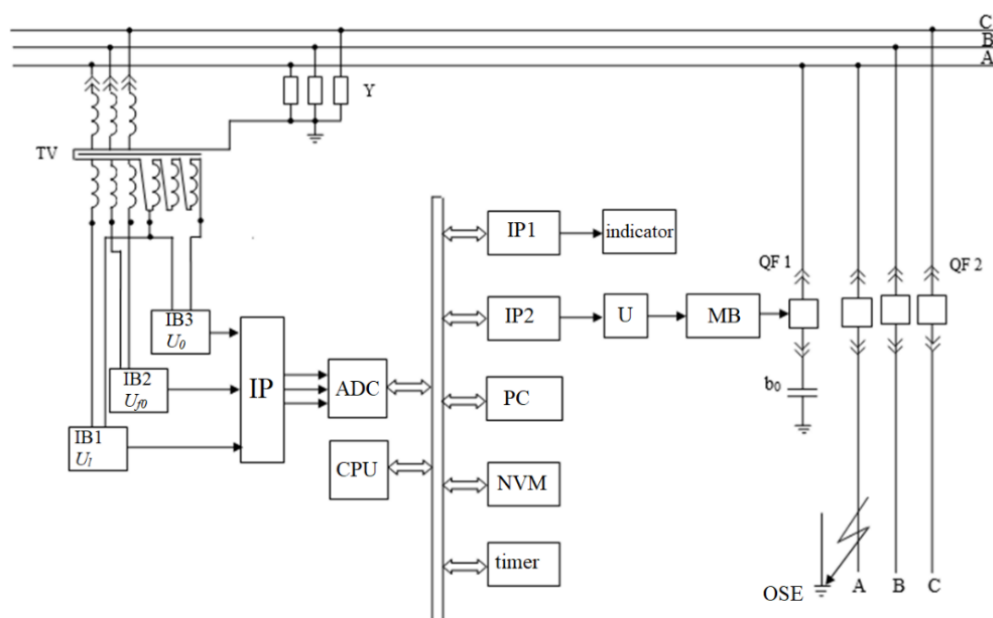 C
B
A
Y
TV
IP1
indicator
QF 1
QF 2
IB3
U0
IP2
U
MB
IB2
Uf0
IP
ADC
PC
b0
IB1
Ul
CPU
NVM
timer
OSE
A
B
C